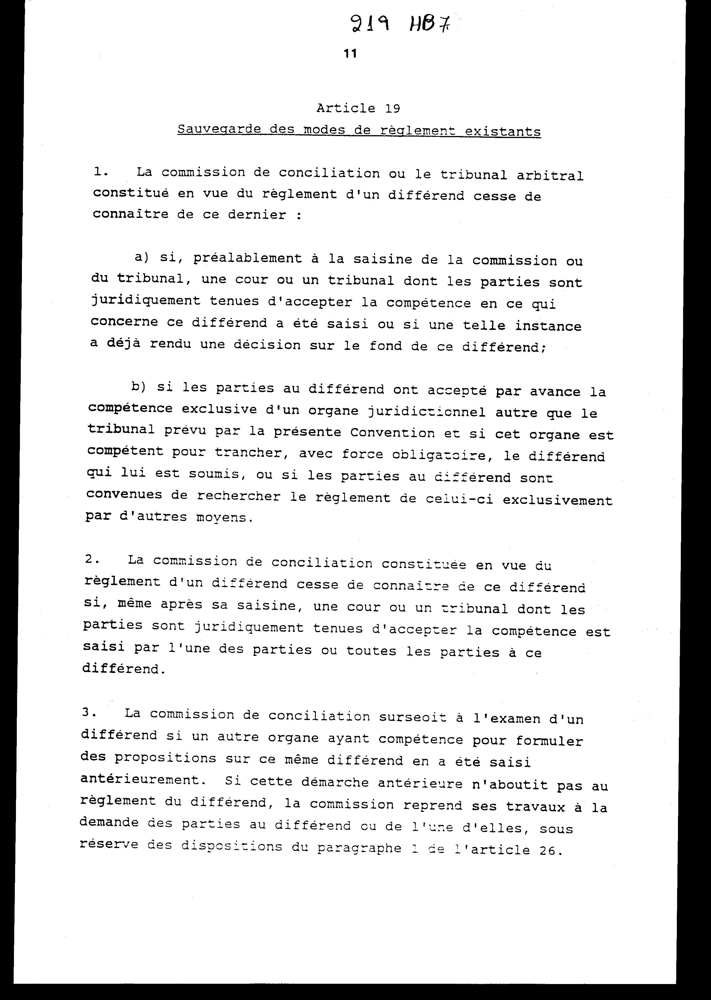 219 HB7
11
Article 19
Sauvegarde des modes de règlement existants
1. La commission de conciliation ou le tribunal arbitral
constitué en vue du règlement d'un différend cesse de
connaître de ce dernier :
a) si, préalablement à la saisine de la commission ou
du tribunal, une cour ou un tribunal dont les parties sont
juridiquement tenues d'accepter la compétence en ce qui
concerne ce différend a été saisi ou si une telle instance
a déjà rendu une décision sur le fond de ce différend;
b) si les parties au différend ont accepté par avance la
compétence exclusive d'un organe juridictionnel autre que le
tribunal prévu par la présente Convention et si cet organe est
compétent pour trancher, avec force obligatoire, le différend
qui lui est soumis, ou si les parties au différend sont
convenues de rechercher le règlement de celui-ci exclusivement
par d'autres moyens.
2. La commission de conciliation constituée en vue du
règlement d'un différend cesse de connaître de ce différend
si, même après sa saisine, une cour ou un tribunal dont les
parties sont juridiquement tenues d'accepter la compétence est
saisi par l'une des parties ou toutes les parties à ce
différend.
3. La commission de conciliation surseoit à l'examen d'un
différend si un autre organe ayant compétence pour formuler
des propositions sur ce même différend en a été saisi
antérieurement. Si cette démarche antérieure n'aboutit pas au
règlement du différend, la commission reprend ses travaux à la
demande des parties au différend ou de l'une d'elles, sous
réserve des dispositions du paragraphe 1 de l'article 26.